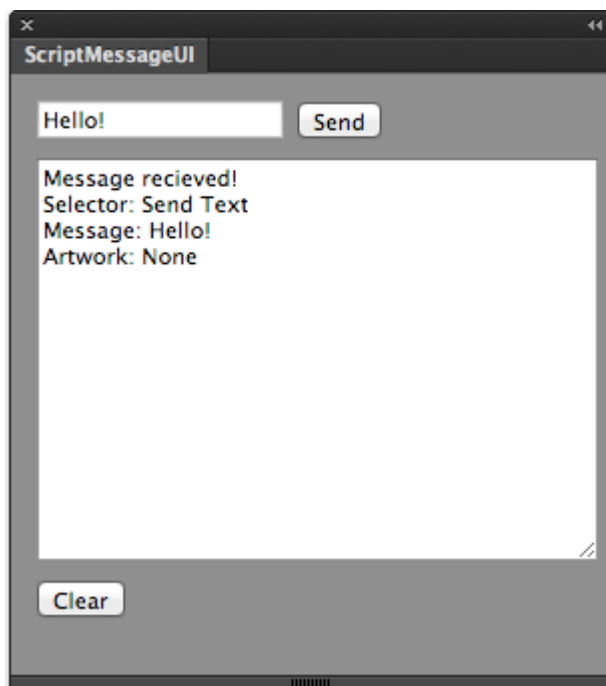 ScriptMessageUI
Hello!
Send
Message recieved!
Selector: Send Text
Message: Hello!
Artwork: None
Clear